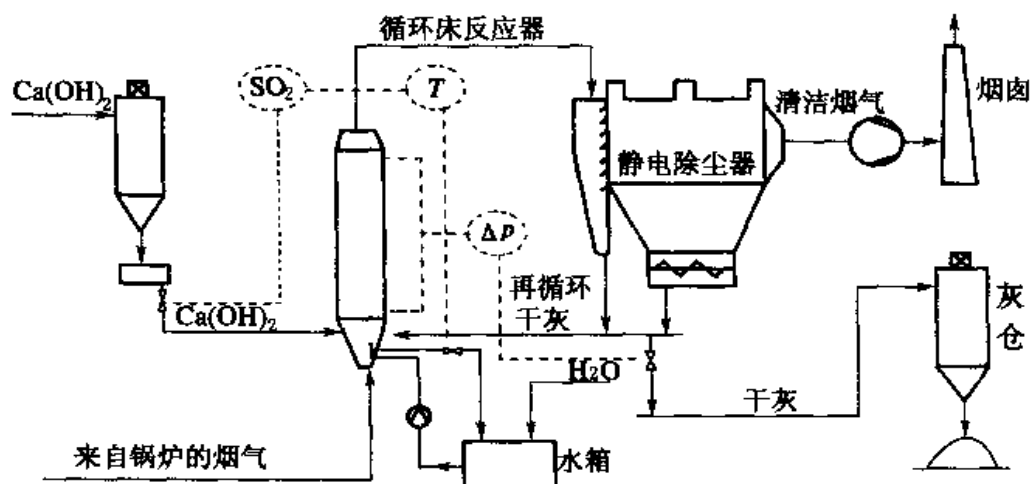 循环床反应器
Ca(OH)₂
SO₂
T
清洁烟气
烟囱
静电除尘器
ΔP
再循环
干灰
灰仓
Ca(OH)₂
H₂O
干灰
来自锅炉的烟气
水箱